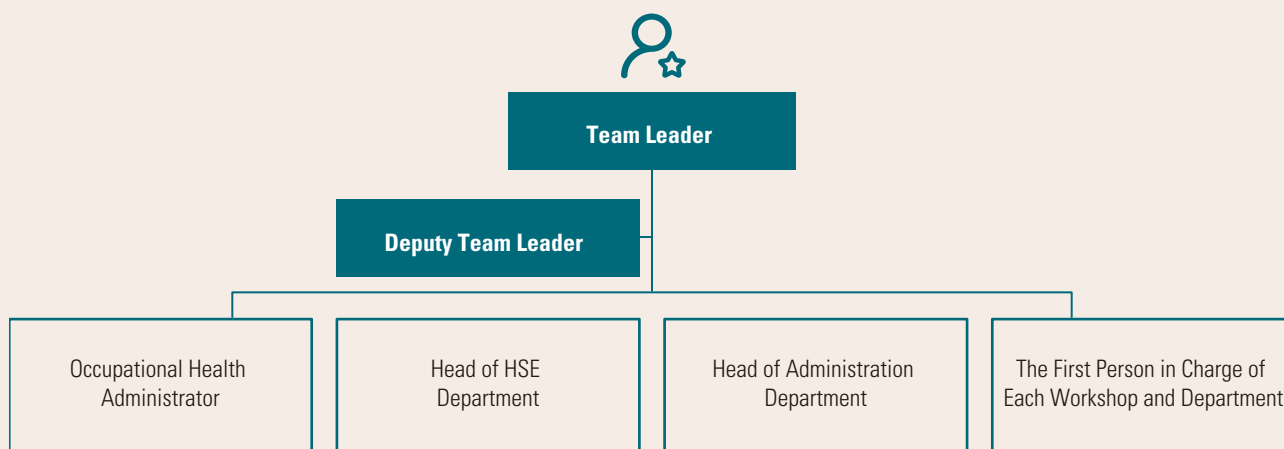 Team Leader
Deputy Team Leader
Occupational Health
Administrator
Head of HSE
Department
Head of Administration
Department
The First Person in Charge of
Each Workshop and Department